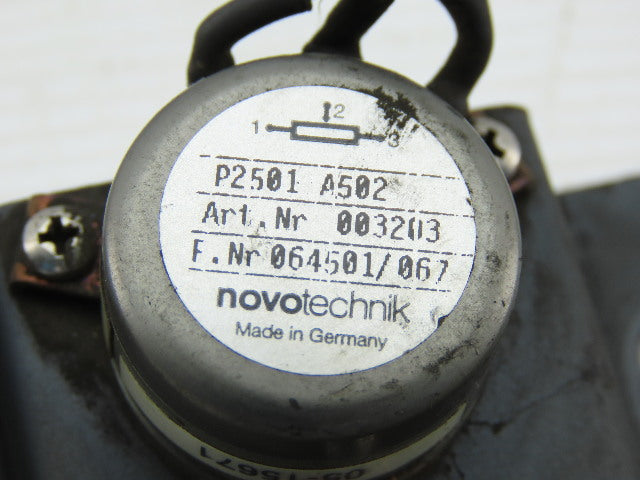 1 2 3
P2501 A502
Art.Nr 003203
F.Nr 064501/067
novotechnik
Made in Germany